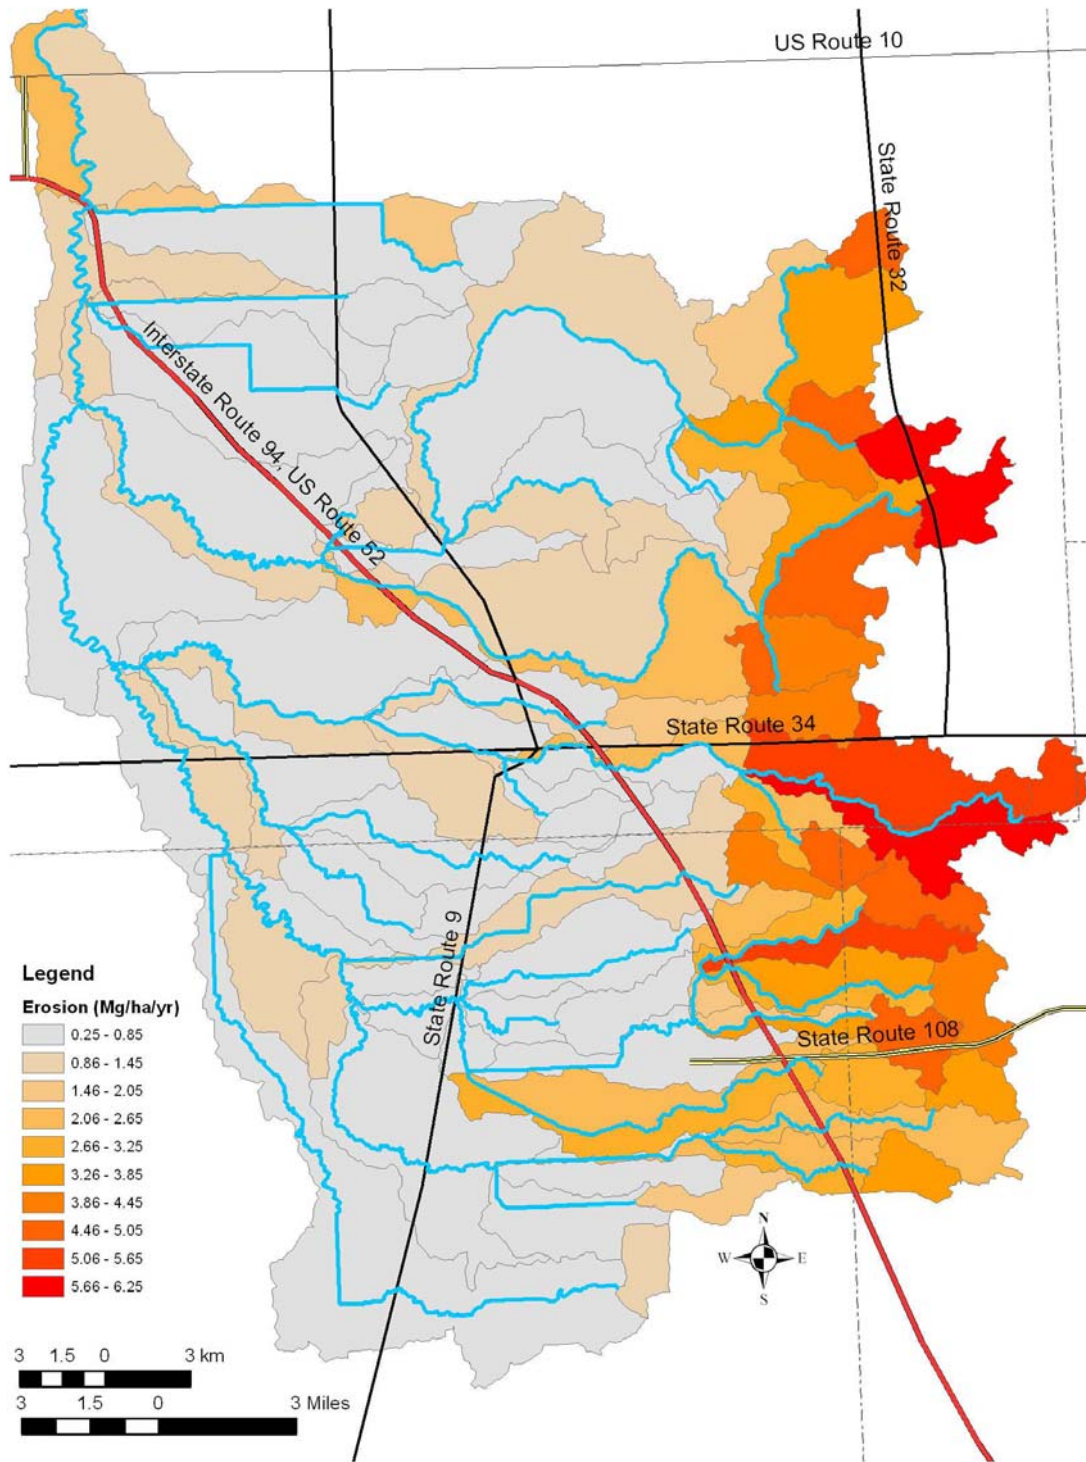 US Route 10
State Route 32
Interstate Route 94, US Route 52
State Route 34
State Route 9
State Route 108
Legend
Erosion (Mg/ha/yr)
0.25 - 0.85
0.86 - 1.45
1.46 - 2.05
2.06 - 2.65
2.66 - 3.25
3.26 - 3.85
3.86 - 4.45
4.46 - 5.05
5.06 - 5.65
5.66 - 6.25
N
W E
S
3 1.5 0 3 km
3 1.5 0 3 Miles